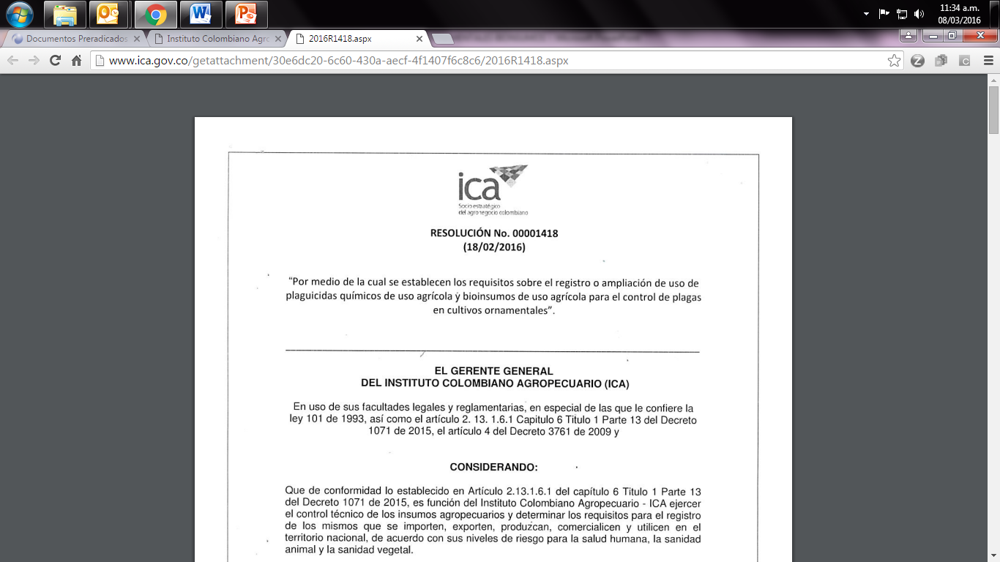 11:34 a.m.
08/03/2016
Documentos Preradicados
Instituto Colombiano Agro
2016R1418.aspx
www.ica.gov.co/getattachment/30e6dc20-6c60-430a-aecf-4f1407f6c8c6/2016R1418.aspx
ica
Socio estratégico
del agronegocio colombiano
RESOLUCIÓN No. 00001418
(18/02/2016)
"Por medio de la cual se establecen los requisitos sobre el registro o ampliación de uso de
plaguicidas químicos de uso agrícola y bioinsumos de uso agrícola para el control de plagas
en cultivos ornamentales”.
EL GERENTE GENERAL
DEL INSTITUTO COLOMBIANO AGROPECUARIO (ICA)
En uso de sus facultades legales y reglamentarias, en especial de las que le confiere la
ley 101 de 1993, así como el artículo 2. 13. 1.6.1 Capitulo 6 Titulo 1 Parte 13 del Decreto
1071 de 2015, el artículo 4 del Decreto 3761 de 2009 y
CONSIDERANDO:
Que de conformidad lo establecido en Artículo 2.13.1.6.1 del capítulo 6 Titulo 1 Parte 13
del Decreto 1071 de 2015, es función del Instituto Colombiano Agropecuario - ICA ejercer
el control técnico de los insumos agropecuarios y determinar los requisitos para el registro
de los mismos que se importen, exporten, produzcan, comercialicen y utilicen en el
territorio nacional, de acuerdo con sus niveles de riesgo para la salud humana, la sanidad
animal y la sanidad vegetal.